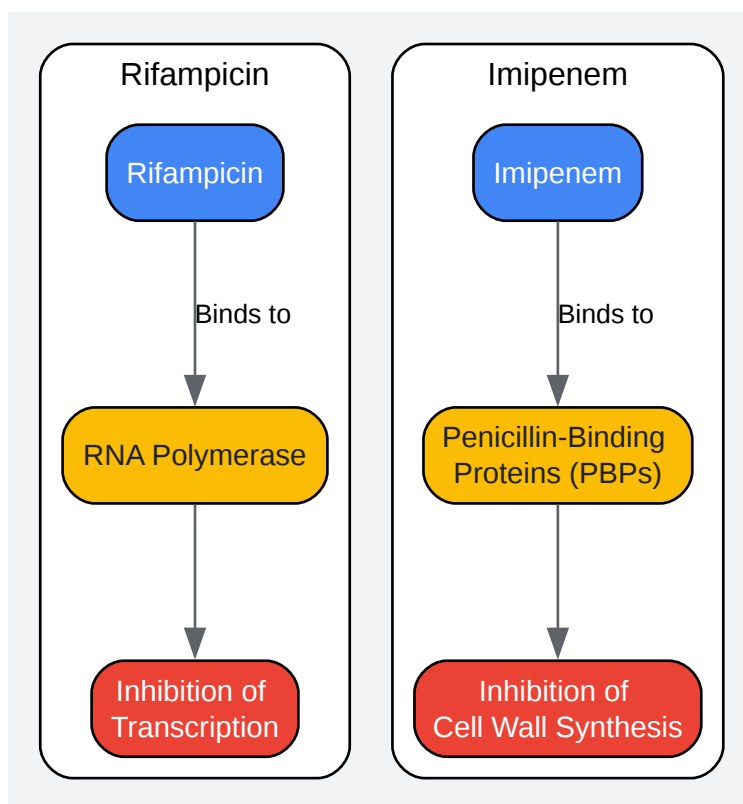 Rifampicin
Rifampicin
Binds to
RNA Polymerase
Inhibition of
Transcription
Imipenem
Imipenem
Binds to
Penicillin-Binding
Proteins (PBPs)
Inhibition of
Cell Wall Synthesis